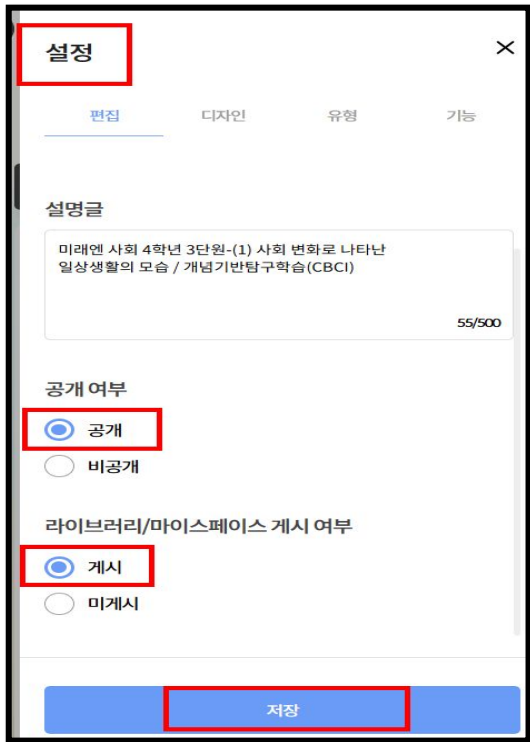 설정
편집 디자인 유형 기능
설명글
미래엔 사회 4학년 3단원-(1) 사회 변화로 나타난
일상생활의 모습 / 개념기반탐구학습(CBCI)
55/500
공개 여부
공개
비공개
라이브러리/마이스페이스 게시 여부
게시
미게시
저장